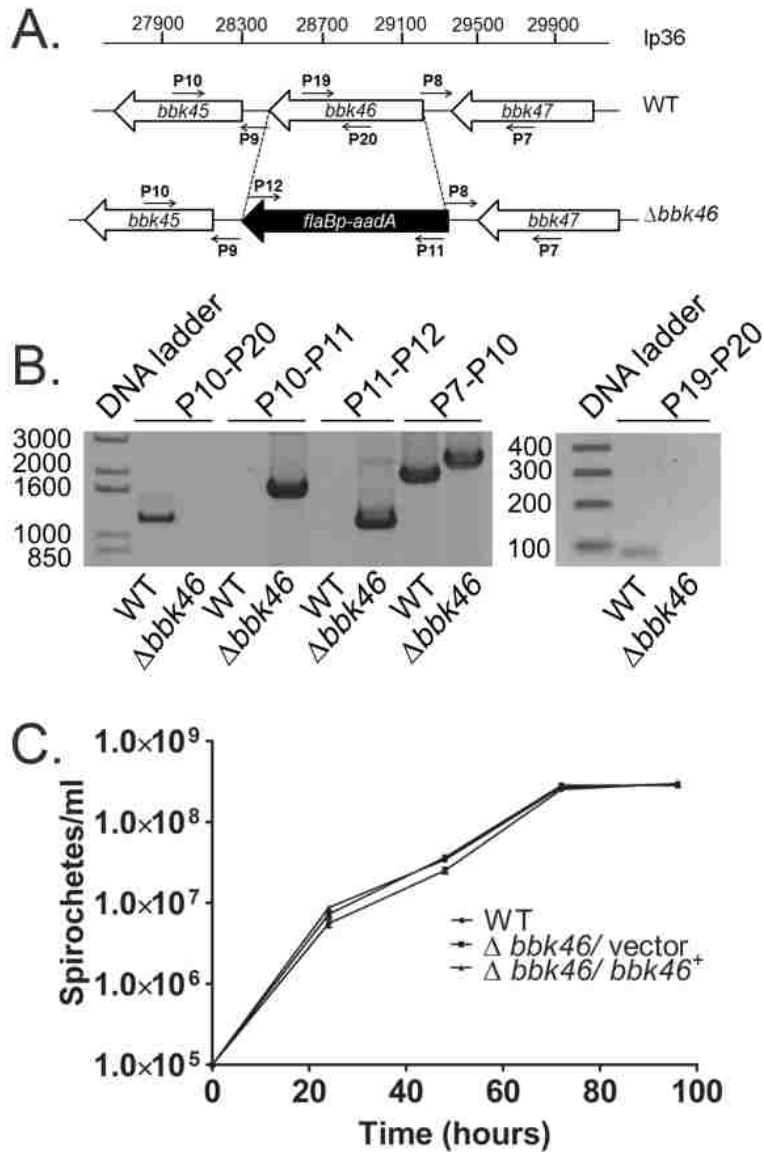 A.
27900 28300 28700 29100 29500 29900 lp36
P10 P19 P8
bbk45 bbk46 bbk47 WT
P9 P20 P7
P10 P12 P8
bbk45 flaBp-aadA bbk47 Δbbk46
P9 P11 P7
B.
DNA ladder P10-P20 P10-P11 P11-P12 P7-P10
3000
2000
1600
1000
850
WT Δbbk46 WT Δbbk46 WT Δbbk46 WT Δbbk46
DNA ladder P19-P20
400
300
200
100
WT Δbbk46
C.
Spirochetes/ml
1.0×10⁹
1.0×10⁸
1.0×10⁷
1.0×10⁶
1.0×10⁵
WT
Δ bbk46/ vector
Δ bbk46/ bbk46⁺
0 20 40 60 80 100
Time (hours)